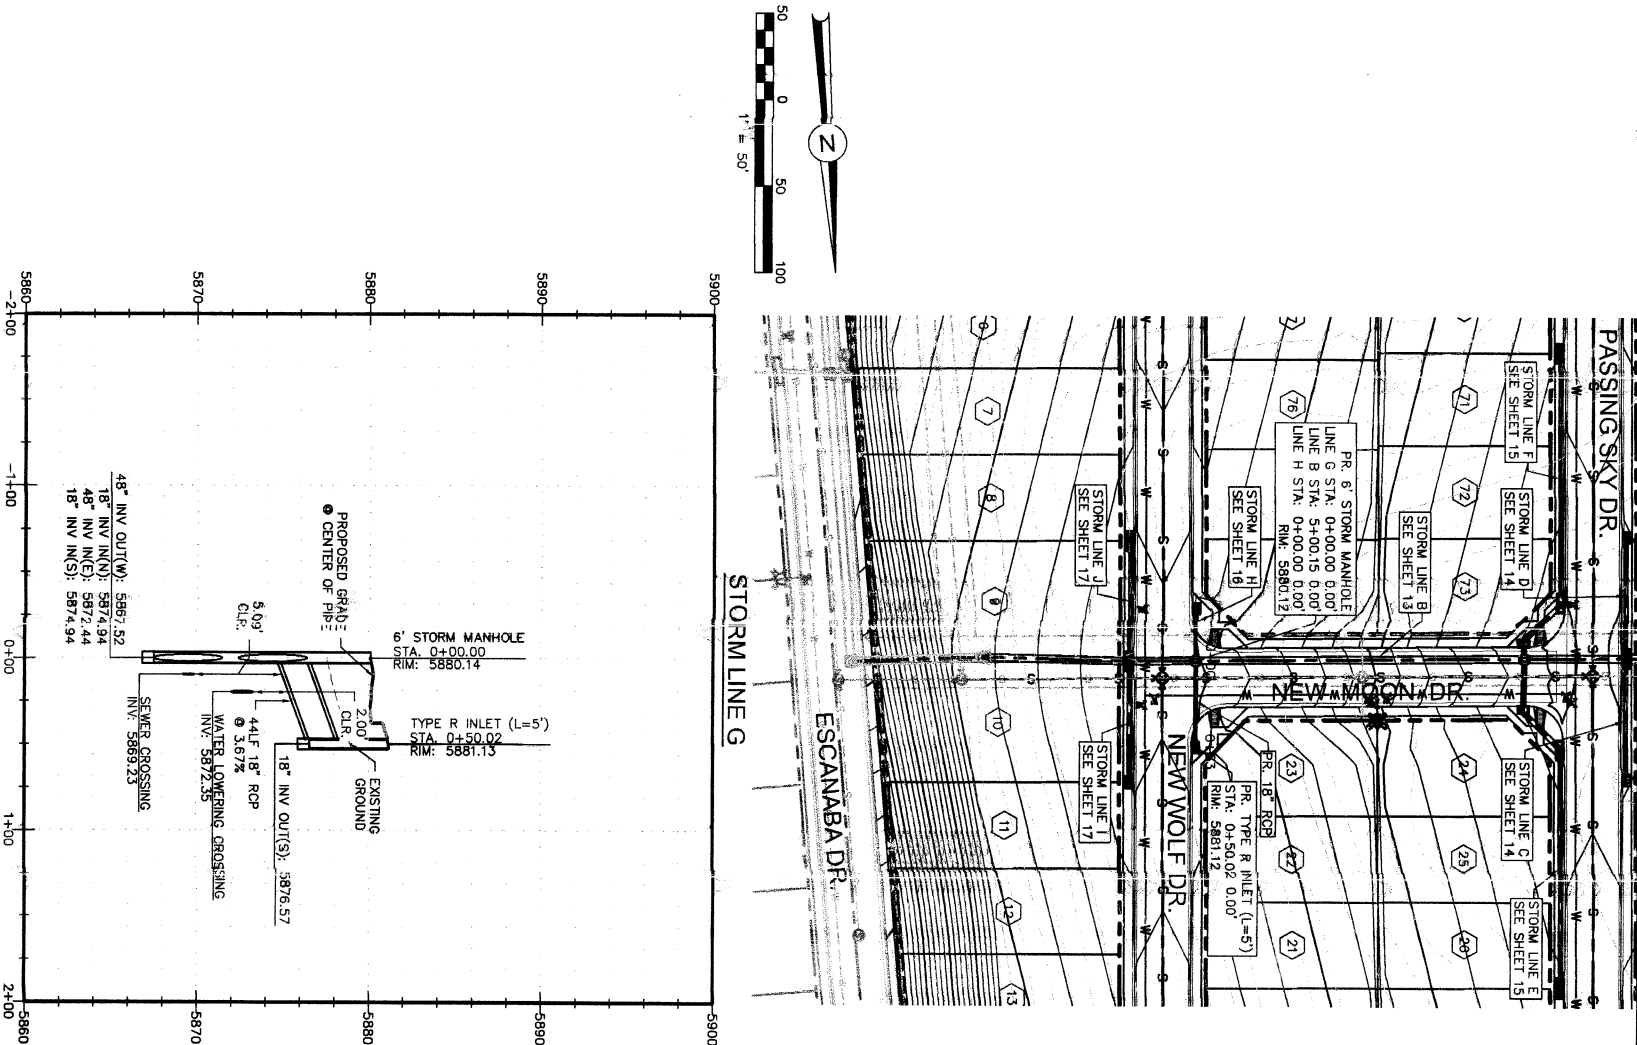 50
0
50
100
1" = 50'
N
PASSING SKY DR.
STORM LINE F
SEE SHEET 15
STORM LINE D
SEE SHEET 14
STORM LINE B
SEE SHEET 13
PR. 6' STORM MANHOLE
LINE G STA: 0+00.00 0.00'
LINE B STA: 5+00.15 0.00'
LINE H STA: 0+00.00 0.00'
RIM: 5880.12
STORM LINE H
SEE SHEET 16
STORM LINE J
SEE SHEET 17
NEW MOON DR.
STORM LINE C
SEE SHEET 14
STORM LINE E
SEE SHEET 15
PR. 18" RCP
PR. TYPE R INLET (L=5')
STA: 0+50.02 0.00'
RIM: 5881.12
STORM LINE I
SEE SHEET 17
NEW WOLF DR.
ESCANABA DR.
71
72
73
76
6
7
8
9
10
11
12
13
21
22
23
24
25
26
S
W
STORM LINE G
5900
5890
5880
5870
5860
5900
5890
5880
5870
5860
-2+00
-1+00
0+00
1+00
2+00
6' STORM MANHOLE
STA. 0+00.00
RIM: 5880.14
TYPE R INLET (L=5')
STA. 0+50.02
RIM: 5881.13
PROPOSED GRADE
@ CENTER OF PIPE
EXISTING
GROUND
2.00'
CLR.
5.09'
CLR.
44LF 18" RCP
@ 3.67%
18" INV OUT(S): 5876.57
WATER LOWERING CROSSING
INV: 5872.35
SEWER CROSSING
INV: 5869.23
48" INV OUT(W): 5867.52
18" INV IN(N): 5874.94
48" INV IN(E): 5872.44
18" INV IN(S): 5874.94